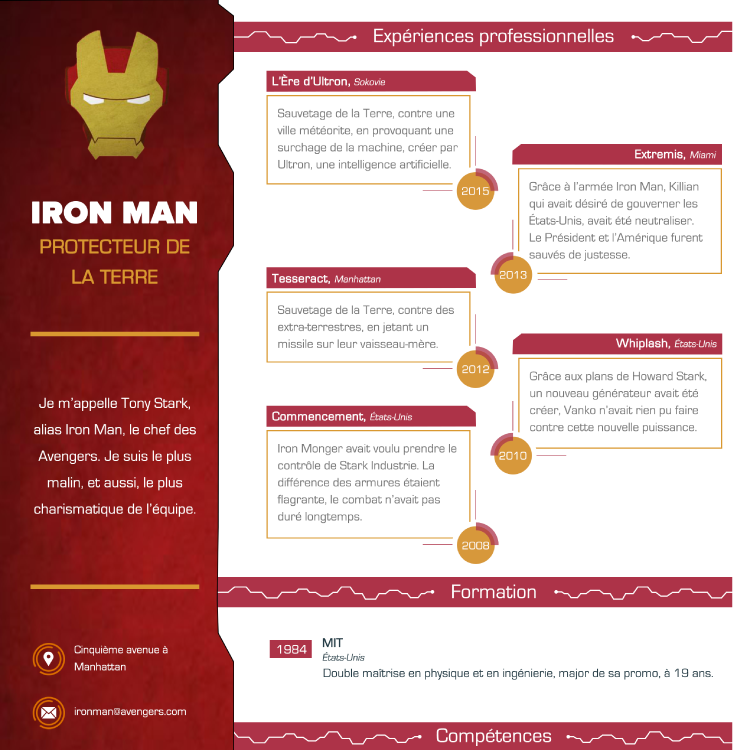 IRON MAN
PROTECTEUR DE
LA TERRE
Je m'appelle Tony Stark,
alias Iron Man, le chef des
Avengers. Je suis le plus
malin, et aussi, le plus
charismatique de l'équipe.
Cinquième avenue à
Manhattan
ironman@avengers.com
Expériences professionnelles
L'Ère d'Ultron, Sokovie
Sauvetage de la Terre, contre une
ville météorite, en provoquant une
surchage de la machine, créer par
Ultron, une intelligence artificielle.
2015
Extremis, Miami
Grâce à l'armée Iron Man, Killian
qui avait désiré de gouverner les
États-Unis, avait été neutraliser.
Le Président et l'Amérique furent
sauvés de justesse.
2013
Tesseract, Manhattan
Sauvetage de la Terre, contre des
extra-terrestres, en jetant un
missile sur leur vaisseau-mère.
2012
Whiplash, États-Unis
Grâce aux plans de Howard Stark,
un nouveau générateur avait été
créer, Vanko n'avait rien pu faire
contre cette nouvelle puissance.
2010
Commencement, États-Unis
Iron Monger avait voulu prendre le
contrôle de Stark Industrie. La
différence des armures étaient
flagrante, le combat n'avait pas
duré longtemps.
2008
Formation
1984
MIT
États-Unis
Double maîtrise en physique et en ingénierie, major de sa promo, à 19 ans.
Compétences